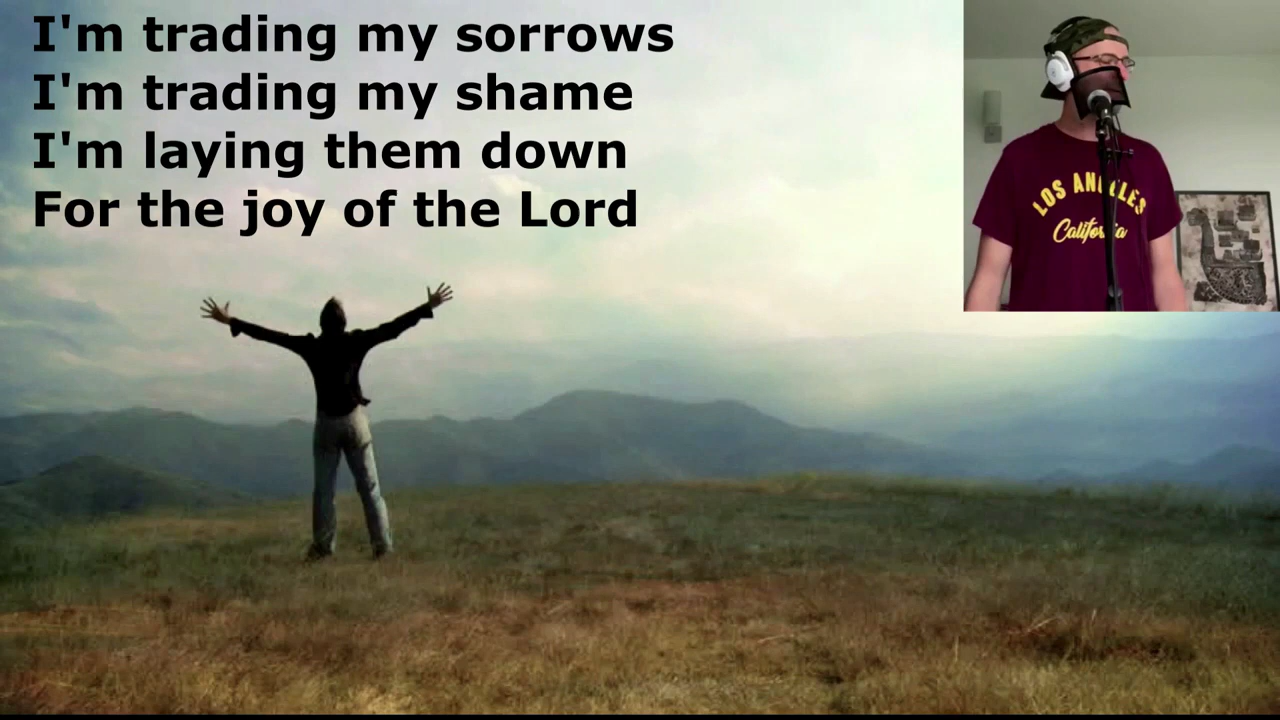 I'm trading my sorrows
I'm trading my shame
I'm laying them down
For the joy of the Lord
LOS ANGELES
California